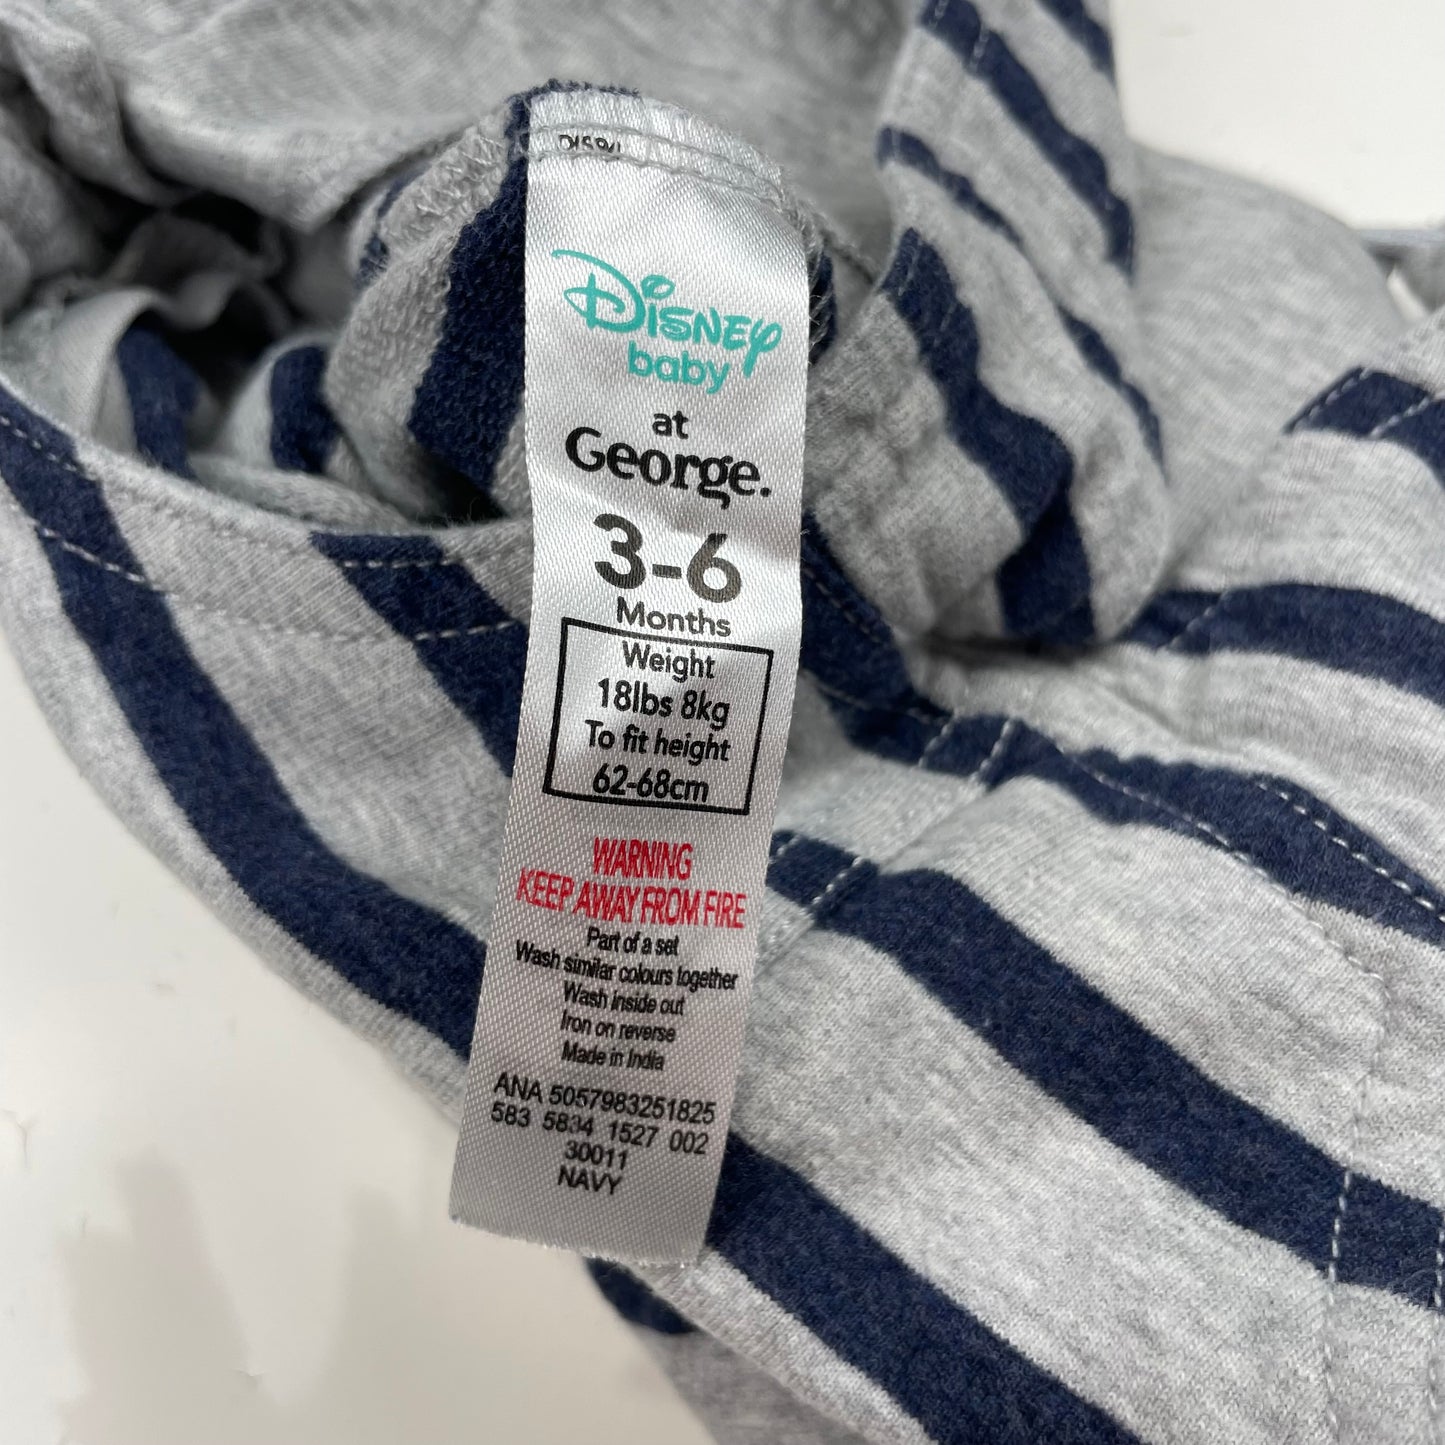 Disney
baby
at
George.
3-6
Months
Weight
18lbs 8kg
To fit height
62-68cm
WARNING
KEEP AWAY FROM FIRE
Part of a set
Wash similar colours together
Wash inside out
Iron on reverse
Made in India
ANA 5057983251825
583 5834 1527 002
30011
NAVY